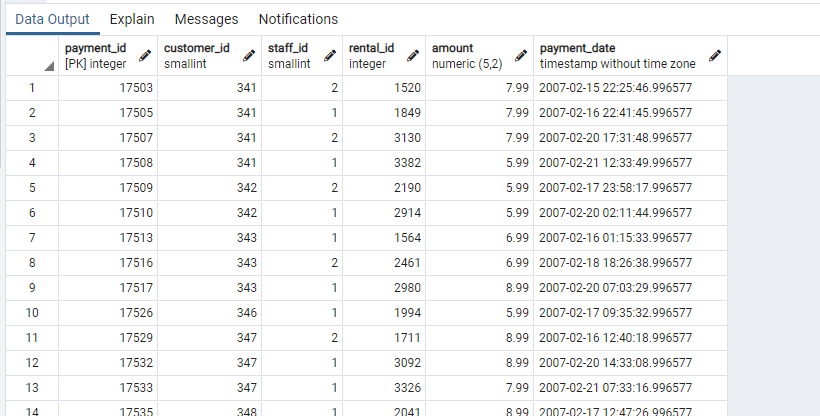 Data Output Explain Messages Notifications
payment_id customer_id staff_id rental_id amount payment_date
[PK] integer smallint smallint integer numeric (5,2) timestamp without time zone
1 17503 341 2 1520 7.99 2007-02-15 22:25:46.996577
2 17505 341 1 1849 7.99 2007-02-16 22:41:45.996577
3 17507 341 2 3130 7.99 2007-02-20 17:31:48.996577
4 17508 341 1 3382 5.99 2007-02-21 12:33:49.996577
5 17509 342 2 2190 5.99 2007-02-17 23:58:17.996577
6 17510 342 1 2914 5.99 2007-02-20 02:11:44.996577
7 17513 343 1 1564 6.99 2007-02-16 01:15:33.996577
8 17516 343 2 2461 6.99 2007-02-18 18:26:38.996577
9 17517 343 1 2980 8.99 2007-02-20 07:03:29.996577
10 17526 346 1 1994 5.99 2007-02-17 09:35:32.996577
11 17529 347 2 1711 8.99 2007-02-16 12:40:18.996577
12 17532 347 1 3092 8.99 2007-02-20 14:33:08.996577
13 17533 347 1 3326 7.99 2007-02-21 07:33:16.996577
14 17535 348 1 2041 8.99 2007-02-17 12:47:26.996577